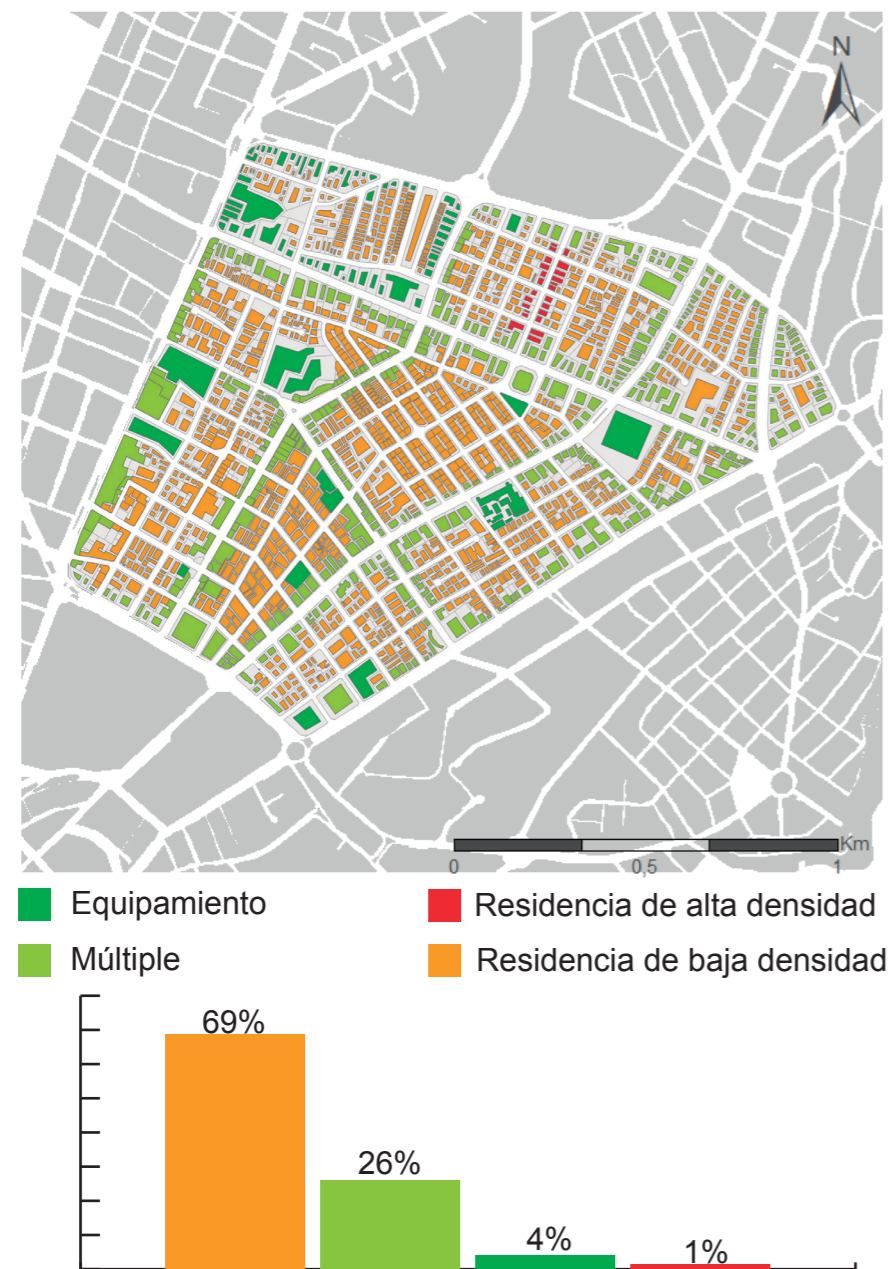 N
Km
0 0,5 1
Equipamiento
Residencia de alta densidad
Múltiple
Residencia de baja densidad
69%
26%
4%
1%